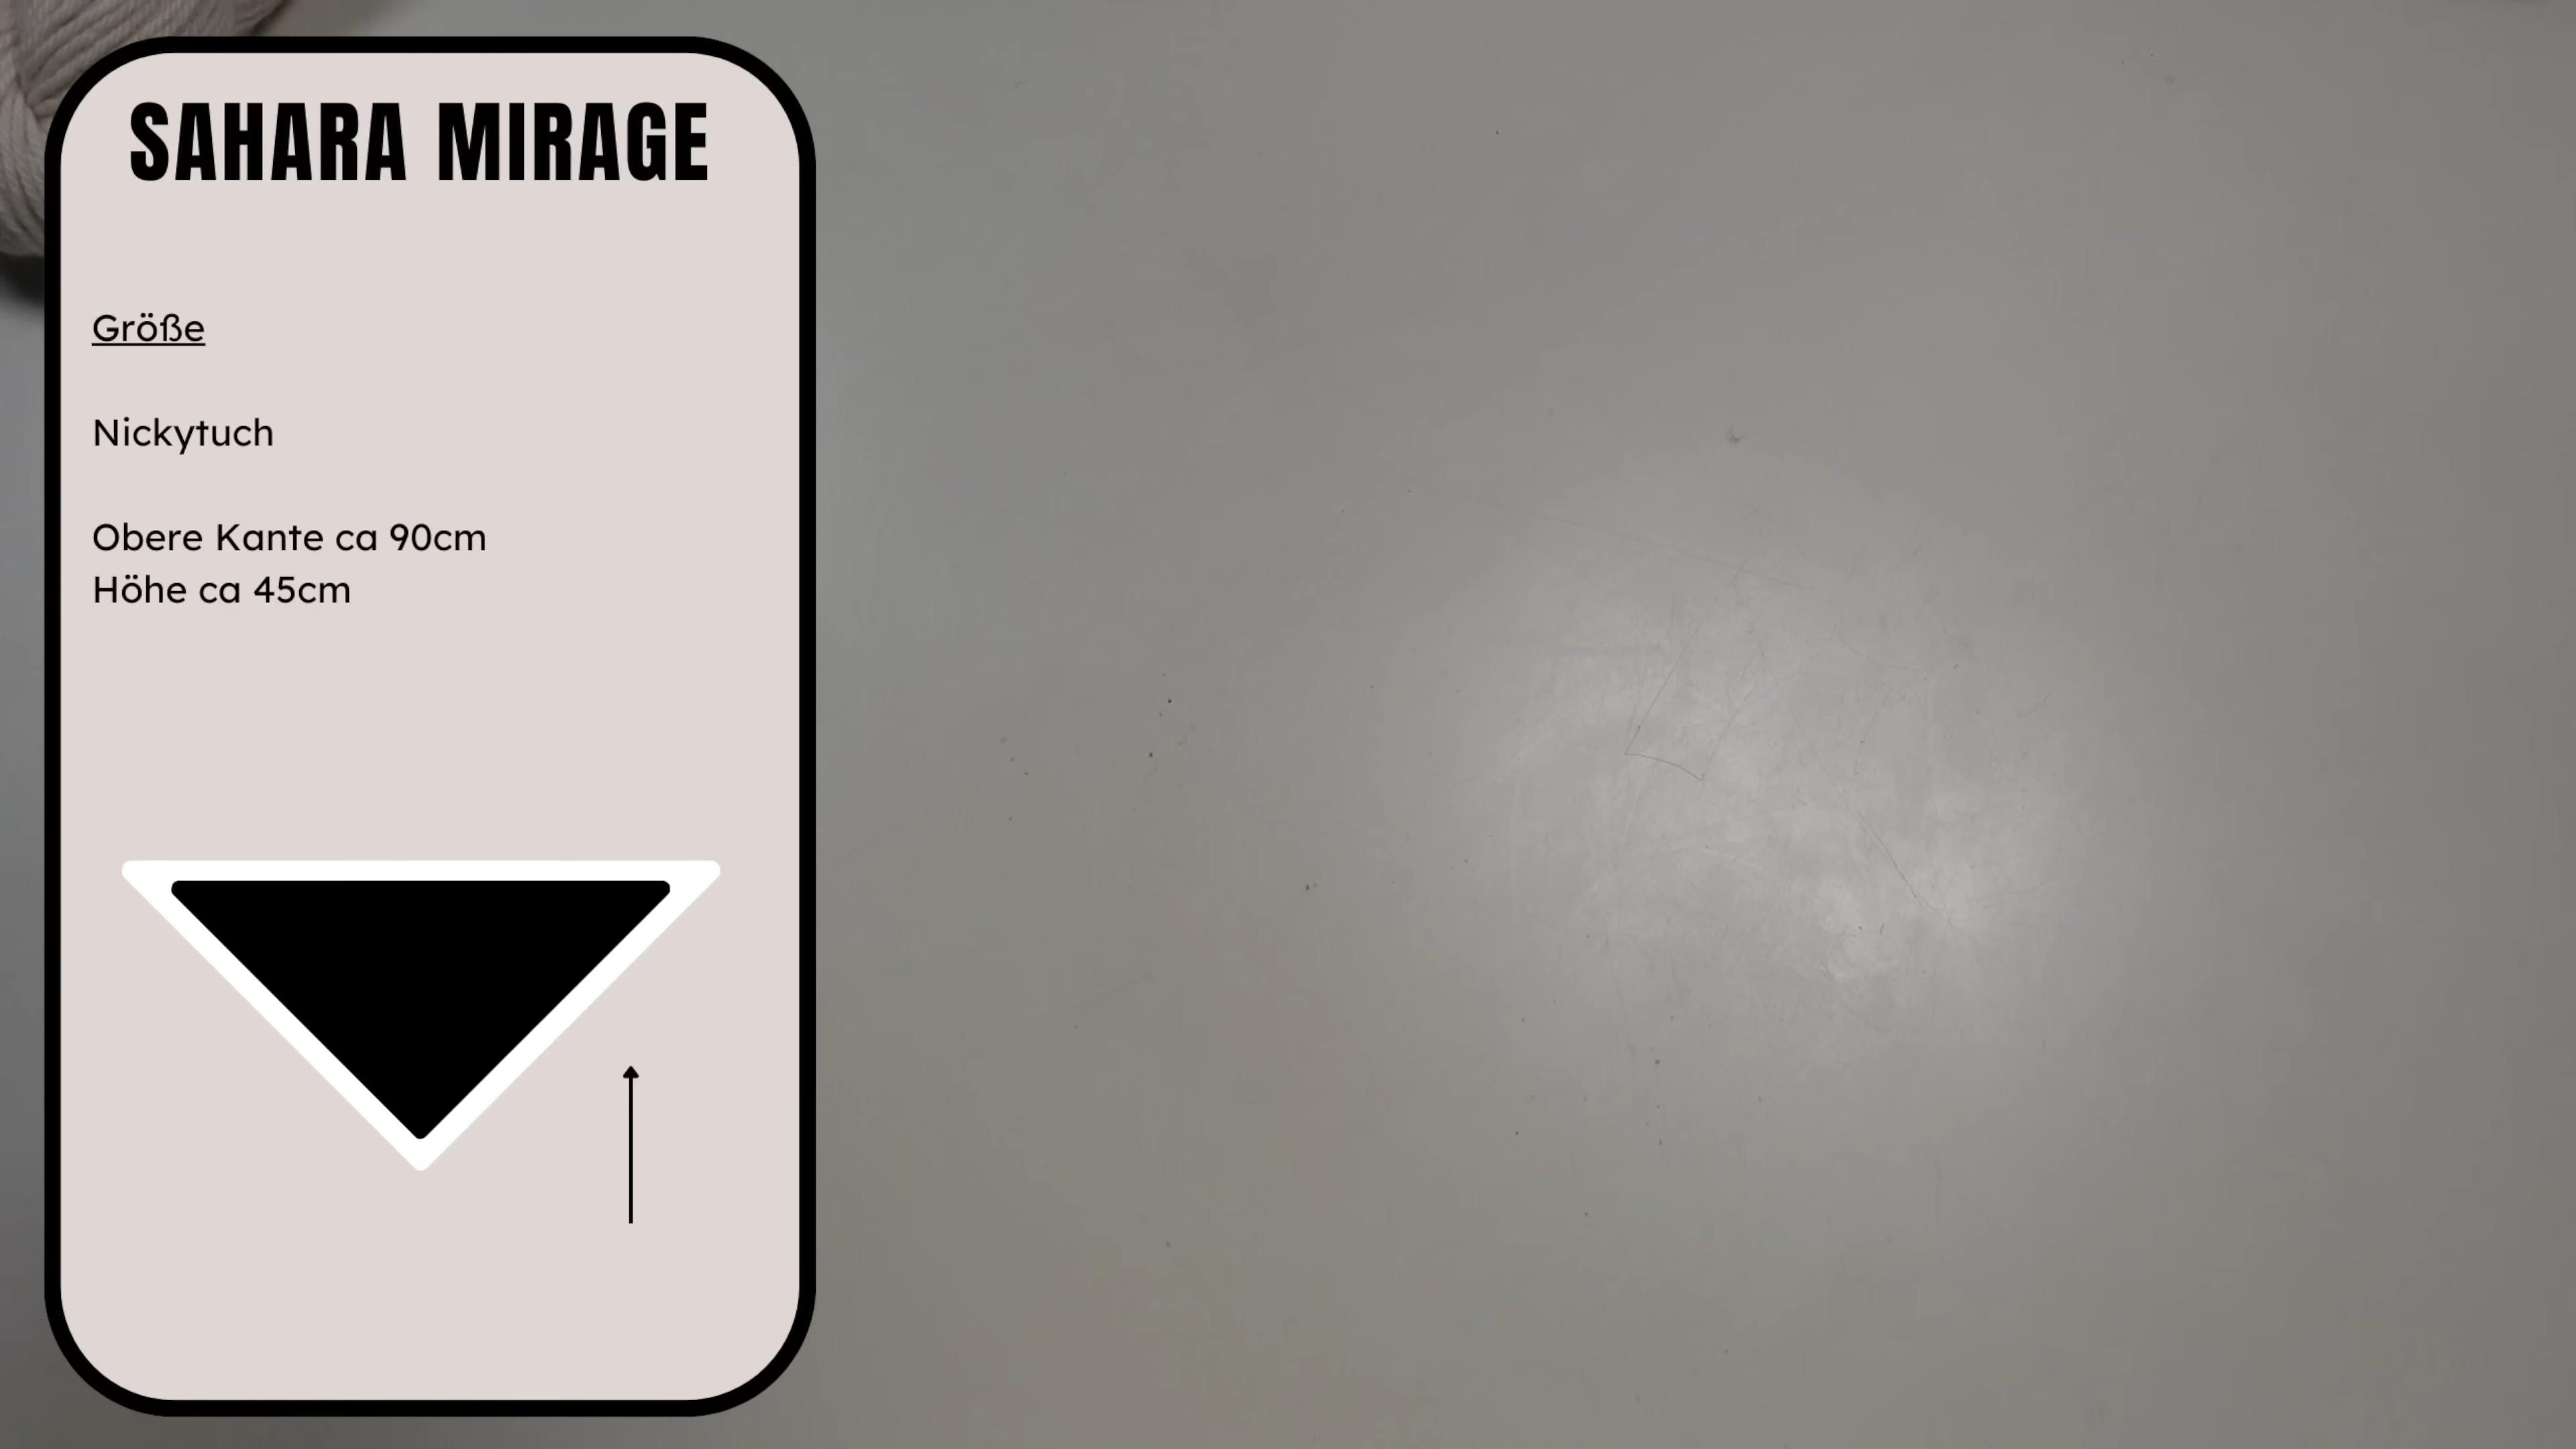 SAHARA MIRAGE
Größe
Nickytuch
Obere Kante ca 90cm
Höhe ca 45cm